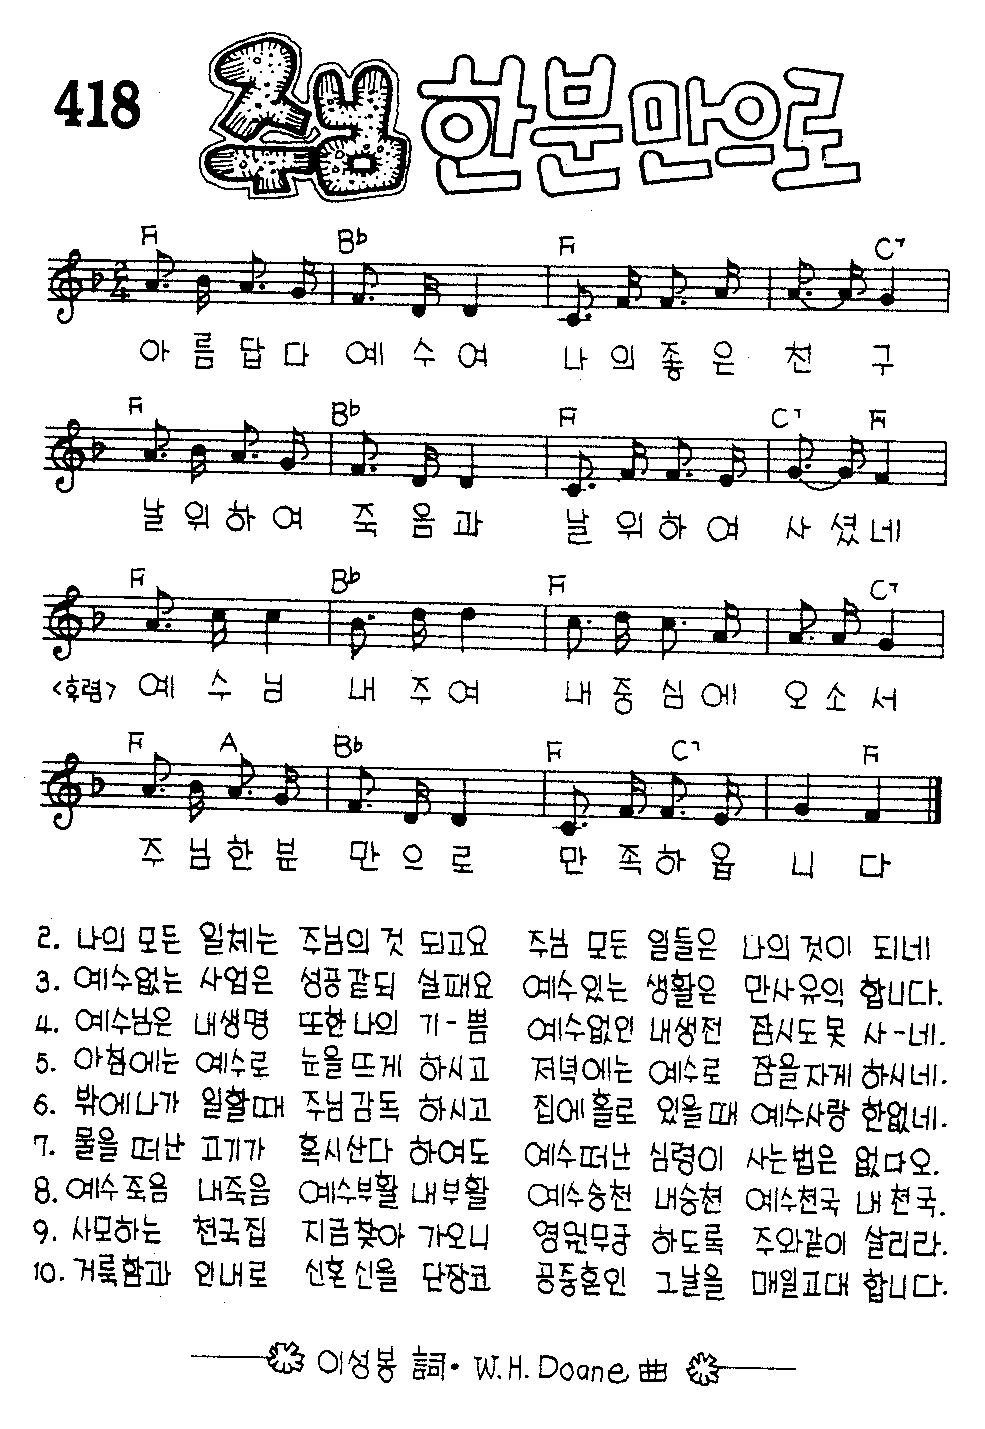 418 주님 한분만으로
F Bb F C7
2/4
아름답다 예수여 나의좋은 친구
F Bb F C7 F
날위하여 죽음과 날위하여 사셨네
F Bb F C7
<후렴> 예수님 내주여 내중심에 오소서
F A Bb F C7 F
주님한분 만으로 만족하옵 니다
2. 나의 모든 일체는 주님의 것 되고요 주님 모든 일들은 나의 것이 되네
3. 예수없는 사업은 성공같되 실패요 예수있는 생활은 만사유익 합니다.
4. 예수님은 내생명 또한 나의 기-쁨 예수없인 내생전 잠시도 못 사-네.
5. 아침에는 예수로 눈을 뜨게 하시고 저녁에는 예수로 잠을자게 하시네.
6. 밖에나가 일할때 주님감독 하시고 집에홀로 있을때 예수사랑 한없네.
7. 물을 떠난 고기가 혹시산다 하여도 예수떠난 심령이 사는법은 없다오.
8. 예수죽음 내죽음 예수부활 내부활 예수승천 내승천 예수천국 내천국.
9. 사모하는 천국집 지금찾아 가오니 영원무궁 하도록 주와같이 살리라.
10. 거룩함과 인내로 신혼신을 단장코 공중혼인 그날을 매일고대 합니다.
이성봉 詞· W.H. Doane 曲